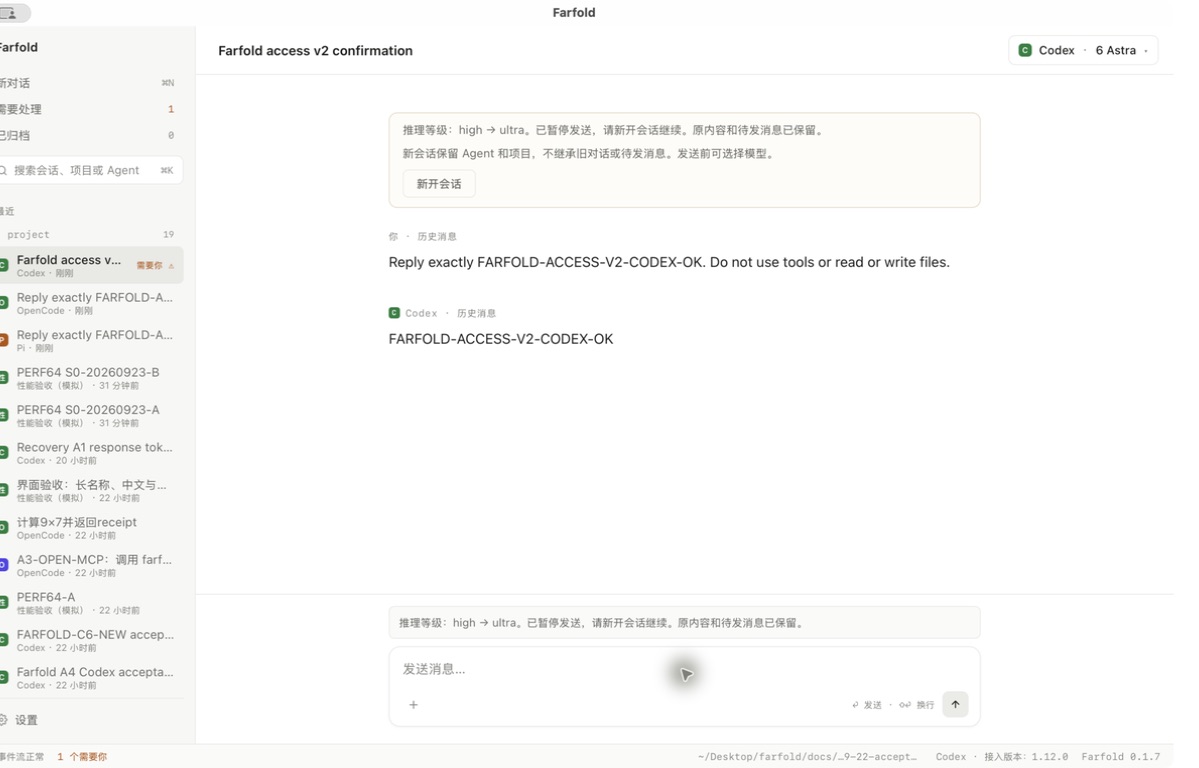 Farfold
Farfold
新对话 ⌘N
需要处理 1
已归档 0
搜索会话、项目或 Agent ⌘K
最近
project 19
Farfold access v... 需要你
Codex · 刚刚
Reply exactly FARFOLD-A...
OpenCode · 刚刚
Reply exactly FARFOLD-A...
Pi · 刚刚
PERF64 S0-20260923-B
性能验收（模拟） · 31 分钟前
PERF64 S0-20260923-A
性能验收（模拟） · 31 分钟前
Recovery A1 response tok...
Codex · 20 小时前
界面验收：长名称、中文与...
性能验收（模拟） · 22 小时前
计算9×7并返回receipt
OpenCode · 22 小时前
A3-OPEN-MCP：调用 farf...
OpenCode · 22 小时前
PERF64-A
性能验收（模拟） · 22 小时前
FARFOLD-C6-NEW accep...
Codex · 22 小时前
Farfold A4 Codex accepta...
Codex · 22 小时前
设置
Farfold access v2 confirmation
C Codex · 6 Astra
推理等级：high → ultra。已暂停发送，请新开会话继续。原内容和待发消息已保留。
新会话保留 Agent 和项目，不继承旧对话或待发消息。发送前可选择模型。
新开会话
你 · 历史消息
Reply exactly FARFOLD-ACCESS-V2-CODEX-OK. Do not use tools or read or write files.
C Codex · 历史消息
FARFOLD-ACCESS-V2-CODEX-OK
推理等级：high → ultra。已暂停发送，请新开会话继续。原内容和待发消息已保留。
发送消息...
+ 发送 · 换行
事件流正常 1 个需要你
~/Desktop/farfold/docs/…9-22-accept… Codex · 接入版本：1.12.0 Farfold 0.1.7